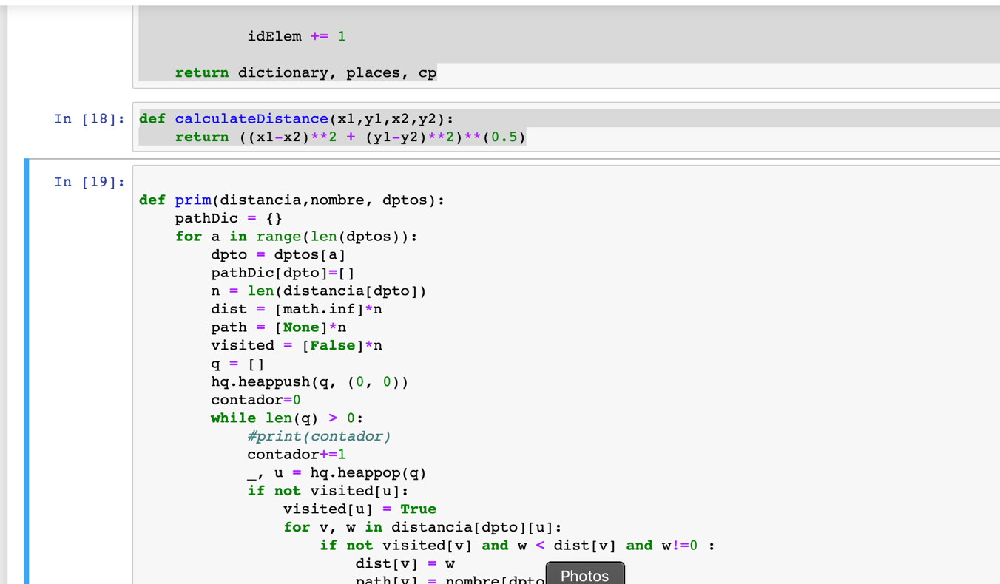 idElem += 1
return dictionary, places, cp
In [18]: def calculateDistance(x1,y1,x2,y2):
return ((x1-x2)**2 + (y1-y2)**2)**(0.5)
In [19]:
def prim(distancia,nombre, dptos):
pathDic = {}
for a in range(len(dptos)):
dpto = dptos[a]
pathDic[dpto]=[]
n = len(distancia[dpto])
dist = [math.inf]*n
path = [None]*n
visited = [False]*n
q = []
hq.heappush(q, (0, 0))
contador=0
while len(q) > 0:
#print(contador)
contador+=1
_, u = hq.heappop(q)
if not visited[u]:
visited[u] = True
for v, w in distancia[dpto][u]:
if not visited[v] and w < dist[v] and w!=0 :
dist[v] = w
path[v] = nombre[dpto
Photos